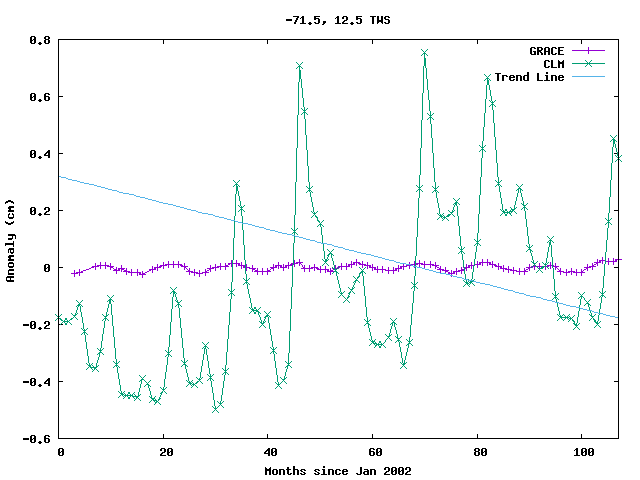 -71.5, 12.5 TWS
GRACE
CLM
Trend Line
0.8
0.6
0.4
0.2
0
-0.2
-0.4
-0.6
Anomaly (cm)
0 20 40 60 80 100
Months since Jan 2002